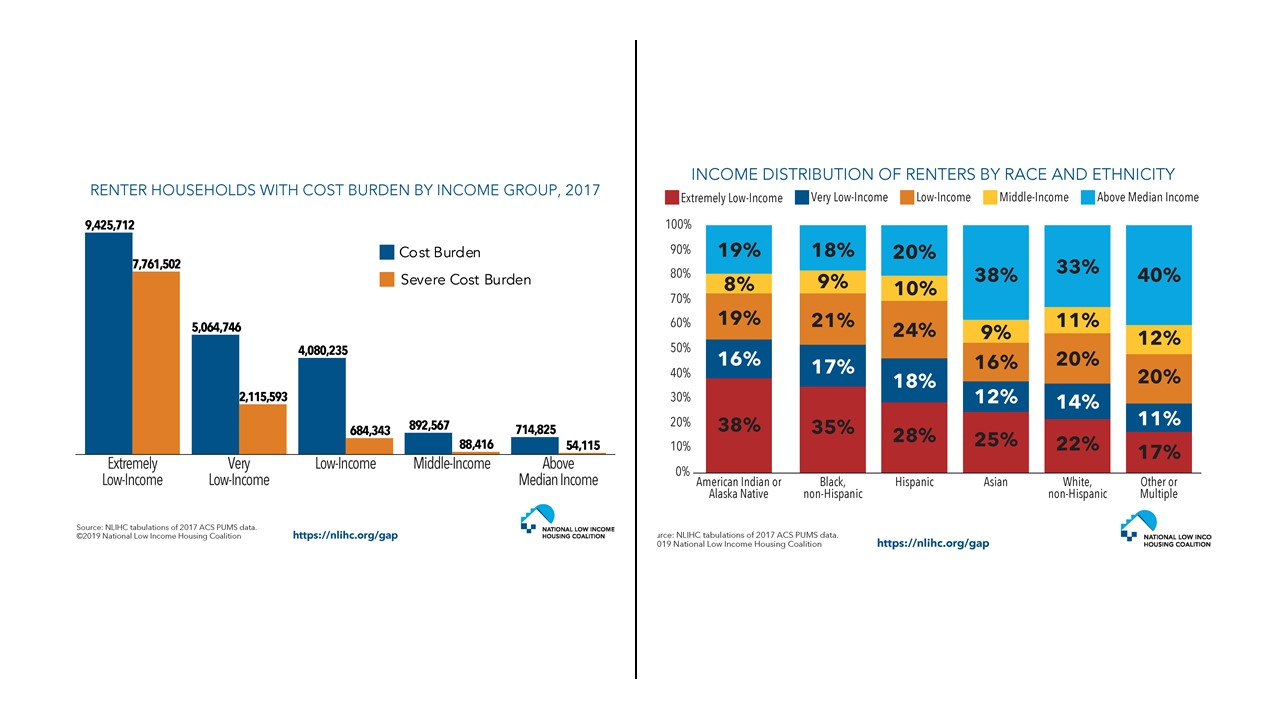 RENTER HOUSEHOLDS WITH COST BURDEN BY INCOME GROUP, 2017
9,425,712
7,761,502
5,064,746
2,115,593
4,080,235
684,343
892,567
88,416
714,825
54,115
Cost Burden
Severe Cost Burden
Extremely
Low-Income
Very
Low-Income
Low-Income
Middle-Income
Above
Median Income
Source: NLIHC tabulations of 2017 ACS PUMS data.
©2019 National Low Income Housing Coalition
https://nlihc.org/gap
NATIONAL LOW INCOME
HOUSING COALITION
INCOME DISTRIBUTION OF RENTERS BY RACE AND ETHNICITY
Extremely Low-Income Very Low-Income Low-Income Middle-Income Above Median Income
100%
90%
80%
70%
60%
50%
40%
30%
20%
10%
0%
19%
8%
19%
16%
38%
American Indian or
Alaska Native
18%
9%
21%
17%
35%
Black,
non-Hispanic
20%
10%
24%
18%
28%
Hispanic
38%
9%
16%
12%
25%
Asian
33%
11%
20%
14%
22%
White,
non-Hispanic
40%
12%
20%
11%
17%
Other or
Multiple
urce: NLIHC tabulations of 2017 ACS PUMS data.
019 National Low Income Housing Coalition
https://nlihc.org/gap
NATIONAL LOW INCO
HOUSING COALITION